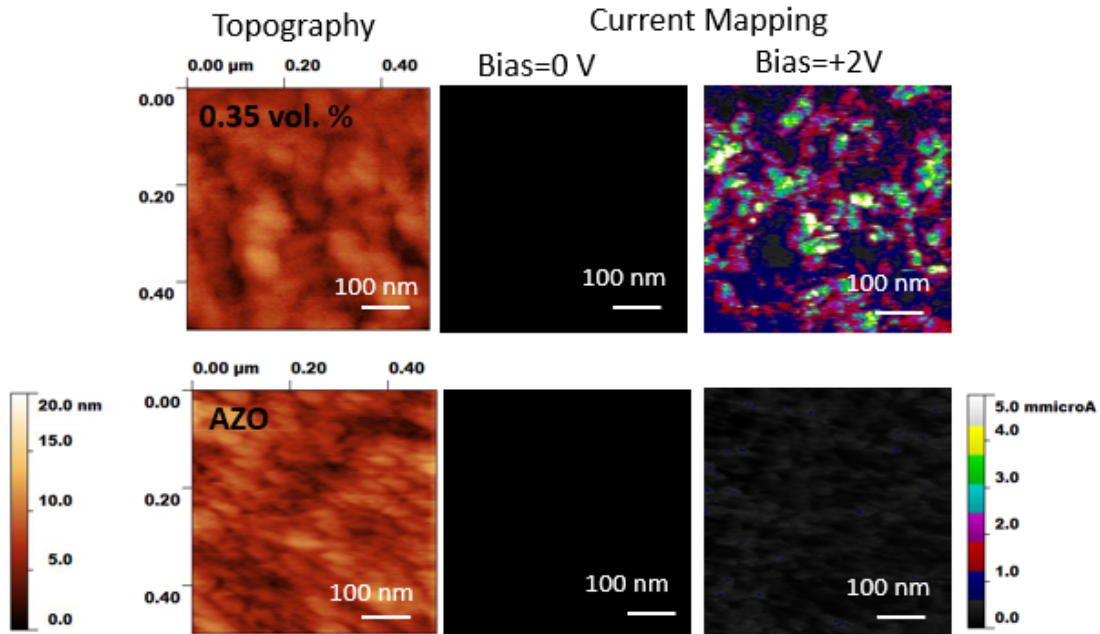 Topography
Current Mapping
Bias=0 V
Bias=+2V
0.00 µm 0.20 0.40
0.00
0.20
0.40
0.35 vol. %
100 nm
100 nm
100 nm
0.00 µm 0.20 0.40
0.00
0.20
0.40
AZO
100 nm
100 nm
100 nm
20.0 nm
15.0
10.0
5.0
0.0
5.0 mmicroA
4.0
3.0
2.0
1.0
0.0